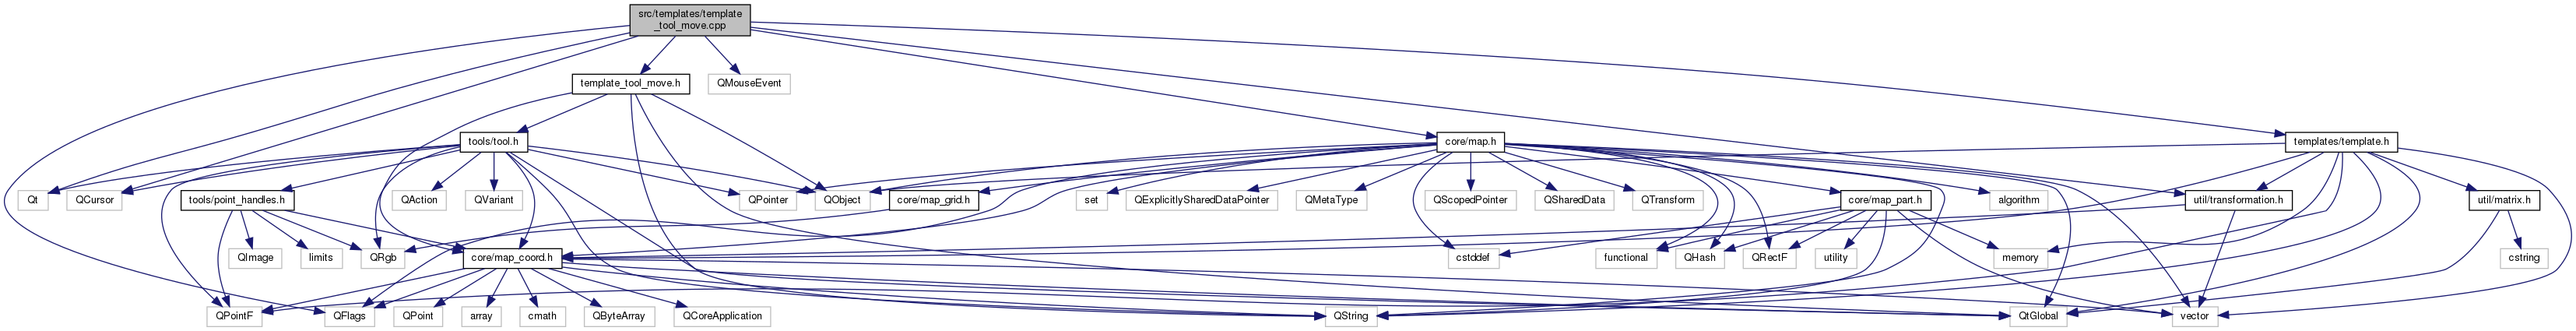 src/templates/template
_tool_move.cpp
template_tool_move.h
QMouseEvent
tools/tool.h
core/map.h
templates/template.h
Qt
QCursor
tools/point_handles.h
QAction
QVariant
QPointer
QObject
core/map_grid.h
set
QExplicitlySharedDataPointer
QMetaType
QScopedPointer
QSharedData
QTransform
core/map_part.h
algorithm
util/transformation.h
util/matrix.h
QImage
limits
QRgb
core/map_coord.h
cstddef
functional
QHash
QRectF
utility
memory
cstring
QPointF
QFlags
QPoint
array
cmath
QByteArray
QCoreApplication
QString
QtGlobal
vector